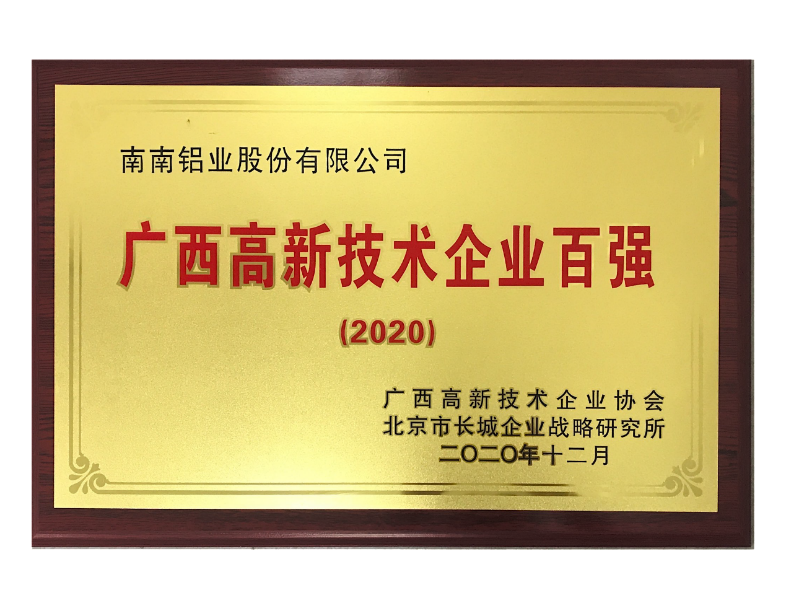 南南铝业股份有限公司
广西高新技术企业百强
(2020)
广西高新技术企业协会
北京市长城企业战略研究所
二〇二〇年十二月